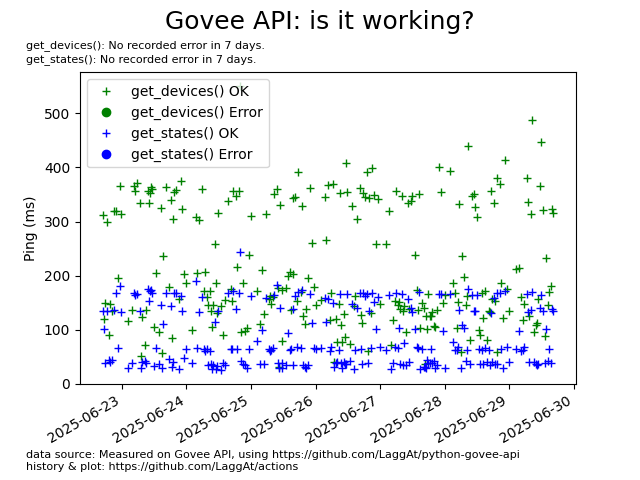 Govee API: is it working?
get_devices(): No recorded error in 7 days.
get_states(): No recorded error in 7 days.
get_devices() OK
get_devices() Error
get_states() OK
get_states() Error
Ping (ms)
500
400
300
200
100
0
2025-06-23
2025-06-24
2025-06-25
2025-06-26
2025-06-27
2025-06-28
2025-06-29
2025-06-30
data source: Measured on Govee API, using https://github.com/LaggAt/python-govee-api
history & plot: https://github.com/LaggAt/actions